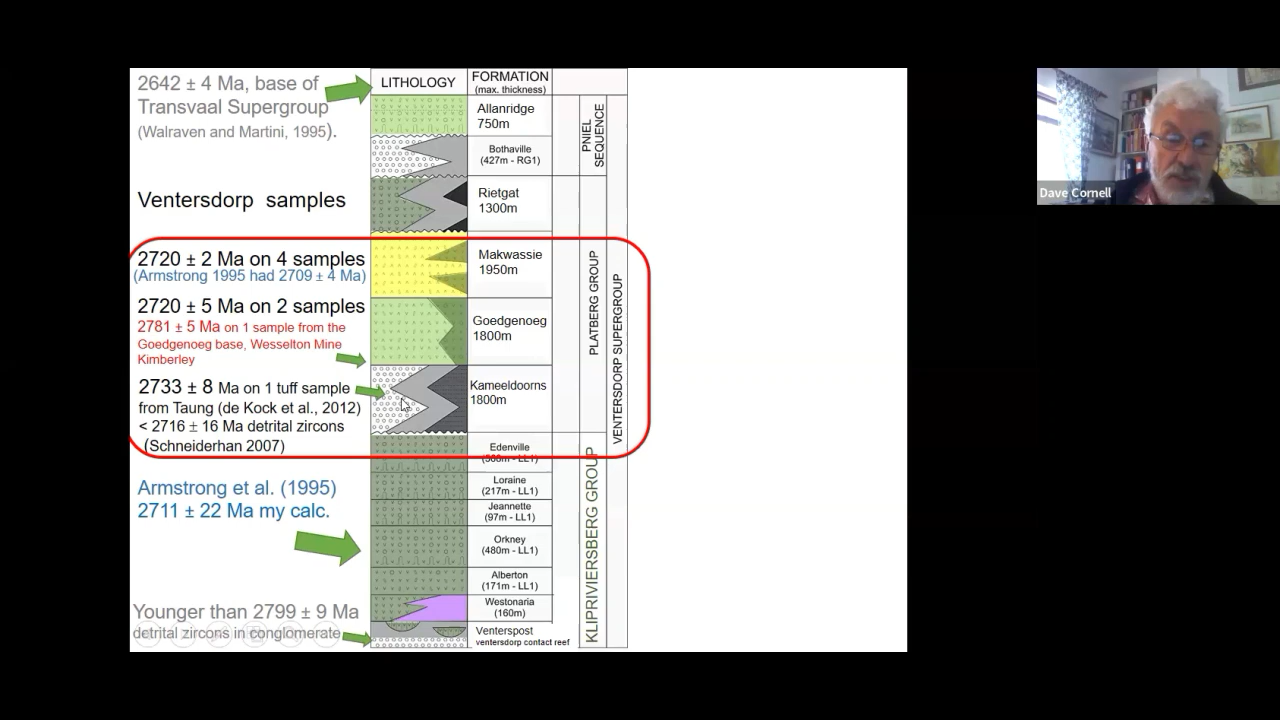 2642 ± 4 Ma, base of
Transvaal Supergroup
(Walraven and Martini, 1995).
Ventersdorp samples
2720 ± 2 Ma on 4 samples
(Armstrong 1995 had 2709 ± 4 Ma)
2720 ± 5 Ma on 2 samples
2781 ± 5 Ma on 1 sample from the
Goedgenoeg base, Wesselton Mine
Kimberley
2733 ± 8 Ma on 1 tuff sample
from Taung (de Kock et al., 2012)
< 2716 ± 16 Ma detrital zircons
(Schneiderhan 2007)
Armstrong et al. (1995)
2711 ± 22 Ma my calc.
Younger than 2799 ± 9 Ma
detrital zircons in conglomerate
LITHOLOGY
FORMATION
(max. thickness)
Allanridge
750m
Bothaville
(427m - RG1)
Rietgat
1300m
Makwassie
1950m
Goedgenoeg
1800m
Kameeldoorns
1800m
Edenville
(568m - LL1)
Loraine
(217m - LL1)
Jeannette
(97m - LL1)
Orkney
(480m - LL1)
Alberton
(171m - LL1)
Westonaria
(160m)
Venterspost
ventersdorp contact reef
PNIEL
SEQUENCE
PLATBERG GROUP
KLIPRIVIERSBERG GROUP
VENTERSDORP SUPERGROUP
Dave Cornell